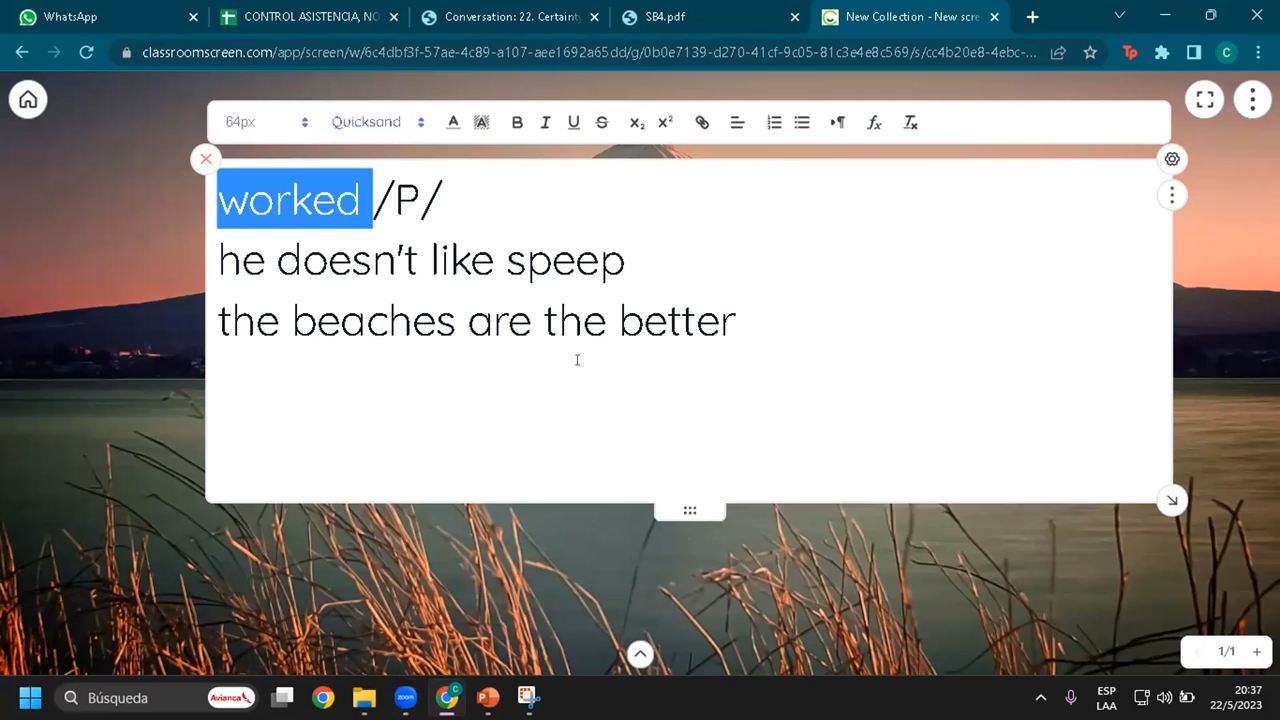 WhatsApp
CONTROL ASISTENCIA, NO
Conversation: 22. Certaint
SB4.pdf
New Collection - New scre
classroomscreen.com/app/screen/w/6c4dbf3f-57ae-4c89-a107-aee1692a65dd/g/0b0e7139-d270-41cf-9c05-81c3e4e8c569/s/cc4b20e8-4ebc-...
C
64px
Quicksand
worked /P/
he doesn't like speep
the beaches are the better
1/1
Búsqueda
Avianca
ESP
LAA
20:37
22/5/2023